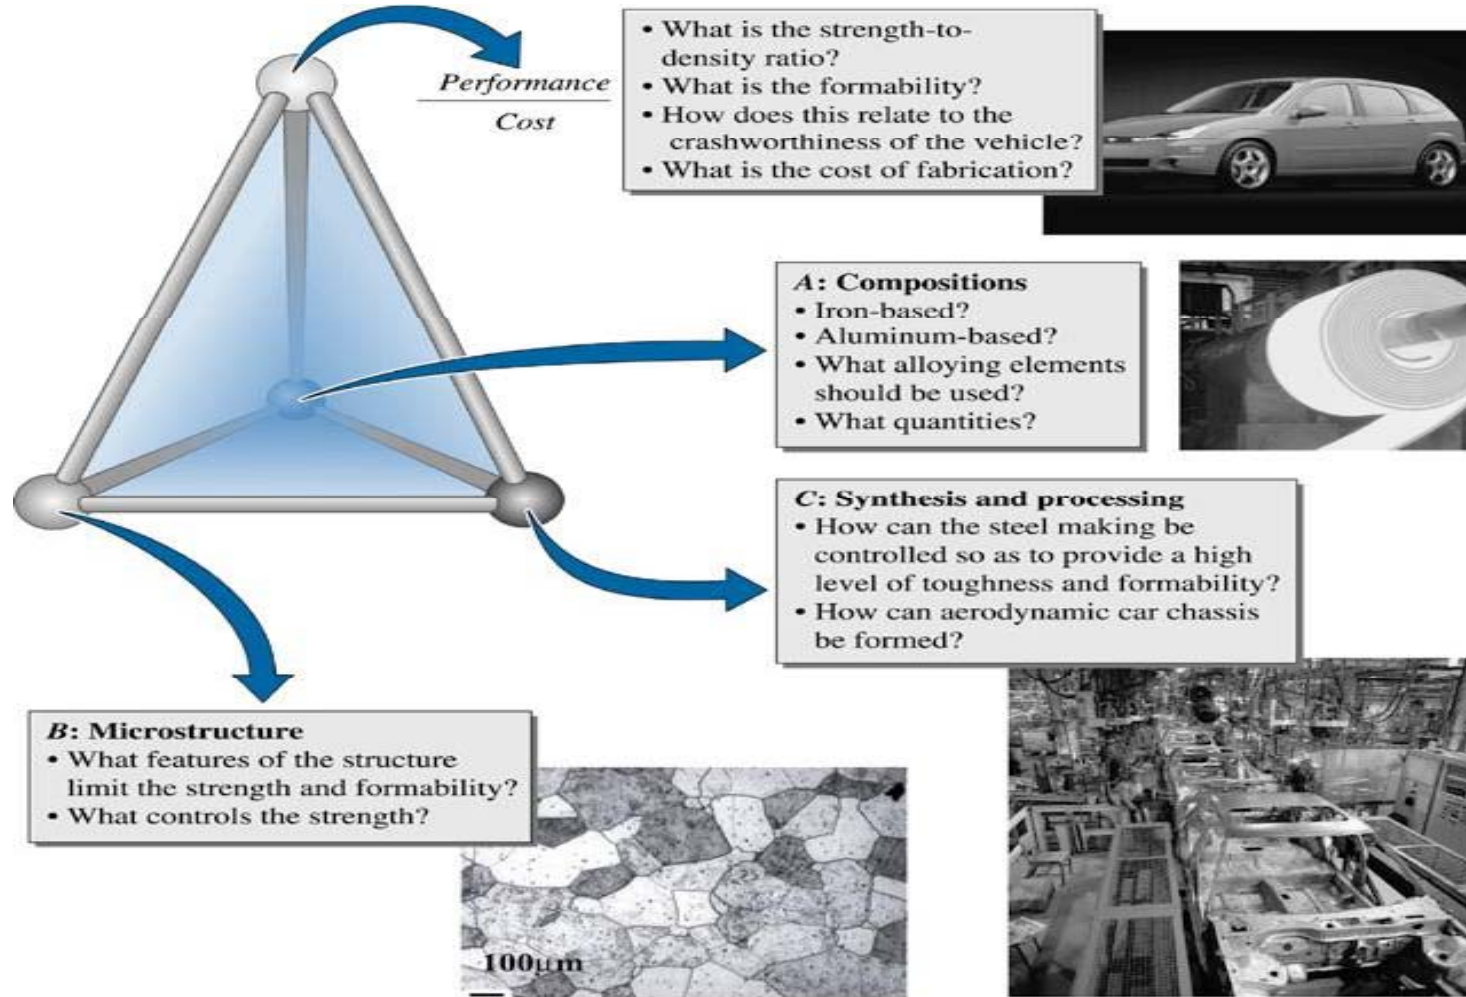 Performance
Cost
• What is the strength-to-
density ratio?
• What is the formability?
• How does this relate to the
crashworthiness of the vehicle?
• What is the cost of fabrication?
A: Compositions
• Iron-based?
• Aluminum-based?
• What alloying elements
should be used?
• What quantities?
C: Synthesis and processing
• How can the steel making be
controlled so as to provide a high
level of toughness and formability?
• How can aerodynamic car chassis
be formed?
B: Microstructure
• What features of the structure
limit the strength and formability?
• What controls the strength?
100μm